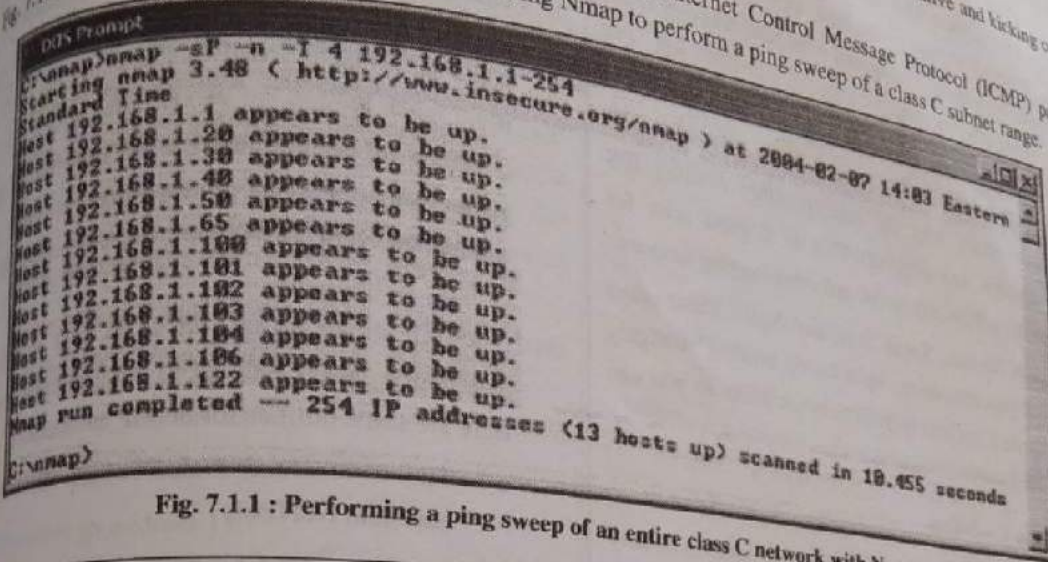 ve and kicking o
ernet Control Message Protocol (ICMP) p
ng Nmap to perform a ping sweep of a class C subnet range.
DOS Prompt
C:\nmap>nmap -sP -n -T 4 192.168.1.1-254
Starting nmap 3.48 ( http://www.insecure.org/nmap ) at 2004-02-07 14:03 Eastern
Standard Time
Host 192.168.1.1 appears to be up.
Host 192.168.1.20 appears to be up.
Host 192.168.1.30 appears to be up.
Host 192.168.1.40 appears to be up.
Host 192.168.1.50 appears to be up.
Host 192.168.1.65 appears to be up.
Host 192.168.1.100 appears to be up.
Host 192.168.1.101 appears to be up.
Host 192.168.1.102 appears to be up.
Host 192.168.1.103 appears to be up.
Host 192.168.1.104 appears to be up.
Host 192.168.1.106 appears to be up.
Host 192.168.1.122 appears to be up.
Nmap run completed -- 254 IP addresses (13 hosts up) scanned in 10.455 seconds
C:\nmap>
Fig. 7.1.1 : Performing a ping sweep of an entire class C network with N